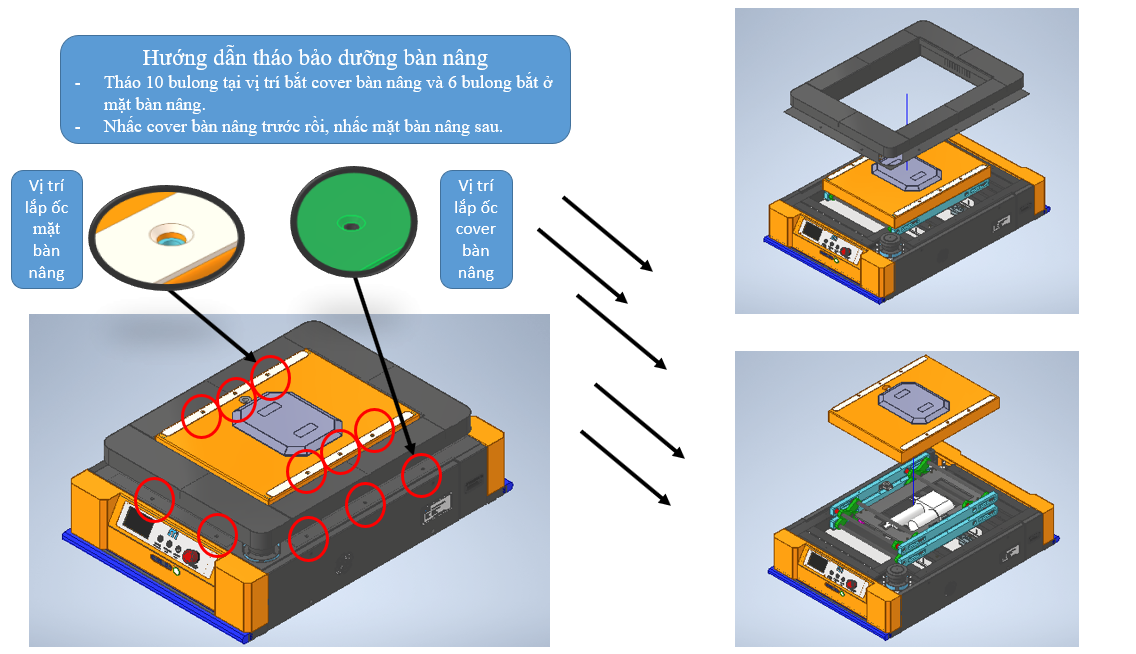 Hướng dẫn tháo bảo dưỡng bàn nâng
- Tháo 10 bulong tại vị trí bắt cover bàn nâng và 6 bulong bắt ở
mặt bàn nâng.
- Nhấc cover bàn nâng trước rồi, nhấc mặt bàn nâng sau.
Vị trí
lắp ốc
mặt
bàn
nâng
Vị trí
lắp ốc
cover
bàn
nâng